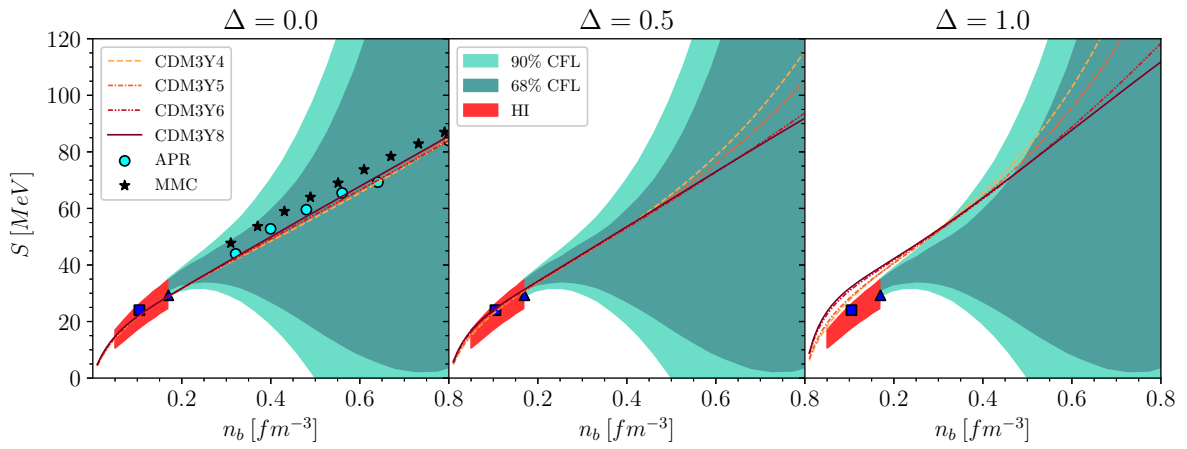 Δ = 0.0
Δ = 0.5
Δ = 1.0
S [MeV]
120
100
80
60
40
20
0
CDM3Y4
CDM3Y5
CDM3Y6
CDM3Y8
APR
MMC
90% CFL
68% CFL
HI
0.2 0.4 0.6 0.8
0.2 0.4 0.6 0.8
0.2 0.4 0.6 0.8
n_b [fm⁻³]
n_b [fm⁻³]
n_b [fm⁻³]